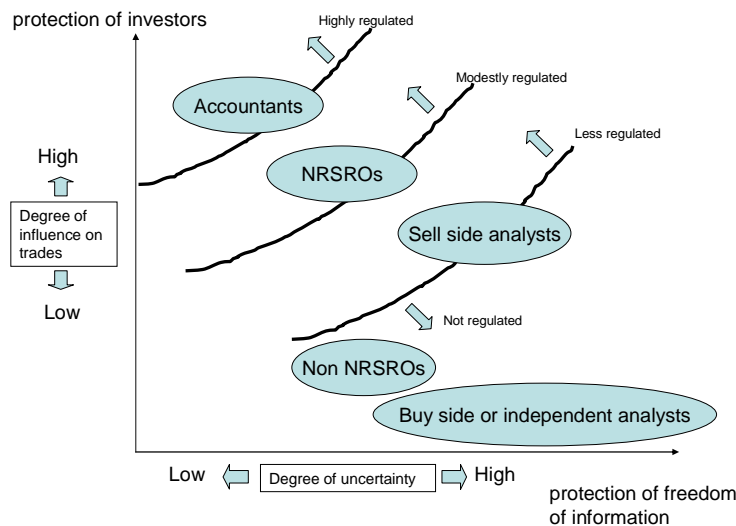 protection of investors
Highly regulated
Modestly regulated
Accountants
Less regulated
High
NRSROs
Degree of
influence on
trades
Sell side analysts
Low
Not regulated
Non NRSROs
Buy side or independent analysts
Low
Degree of uncertainty
High
protection of freedom
of information